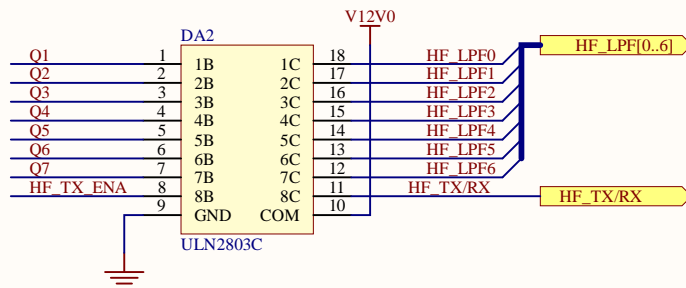 V12V0
DA2
HF_LPF[0..6]
Q1 1 1B 1C 18 HF_LPF0
Q2 2 2B 2C 17 HF_LPF1
Q3 3 3B 3C 16 HF_LPF2
Q4 4 4B 4C 15 HF_LPF3
Q5 5 5B 5C 14 HF_LPF4
Q6 6 6B 6C 13 HF_LPF5
Q7 7 7B 7C 12 HF_LPF6
HF_TX_ENA 8 8B 8C 11 HF_TX/RX HF_TX/RX
9 GND COM 10
ULN2803C